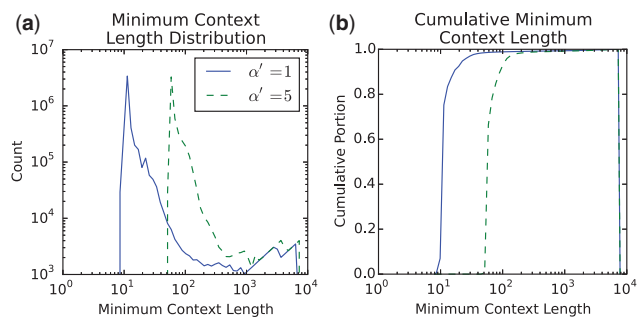 (a)
Minimum Context
Length Distribution
10^7
10^6
10^5
10^4
10^3
Count
α′ = 1
α′ = 5
10^0 10^1 10^2 10^3 10^4
Minimum Context Length
(b)
Cumulative Minimum
Context Length
1.0
0.8
0.6
0.4
0.2
0.0
Cumulative Portion
10^0 10^1 10^2 10^3 10^4
Minimum Context Length